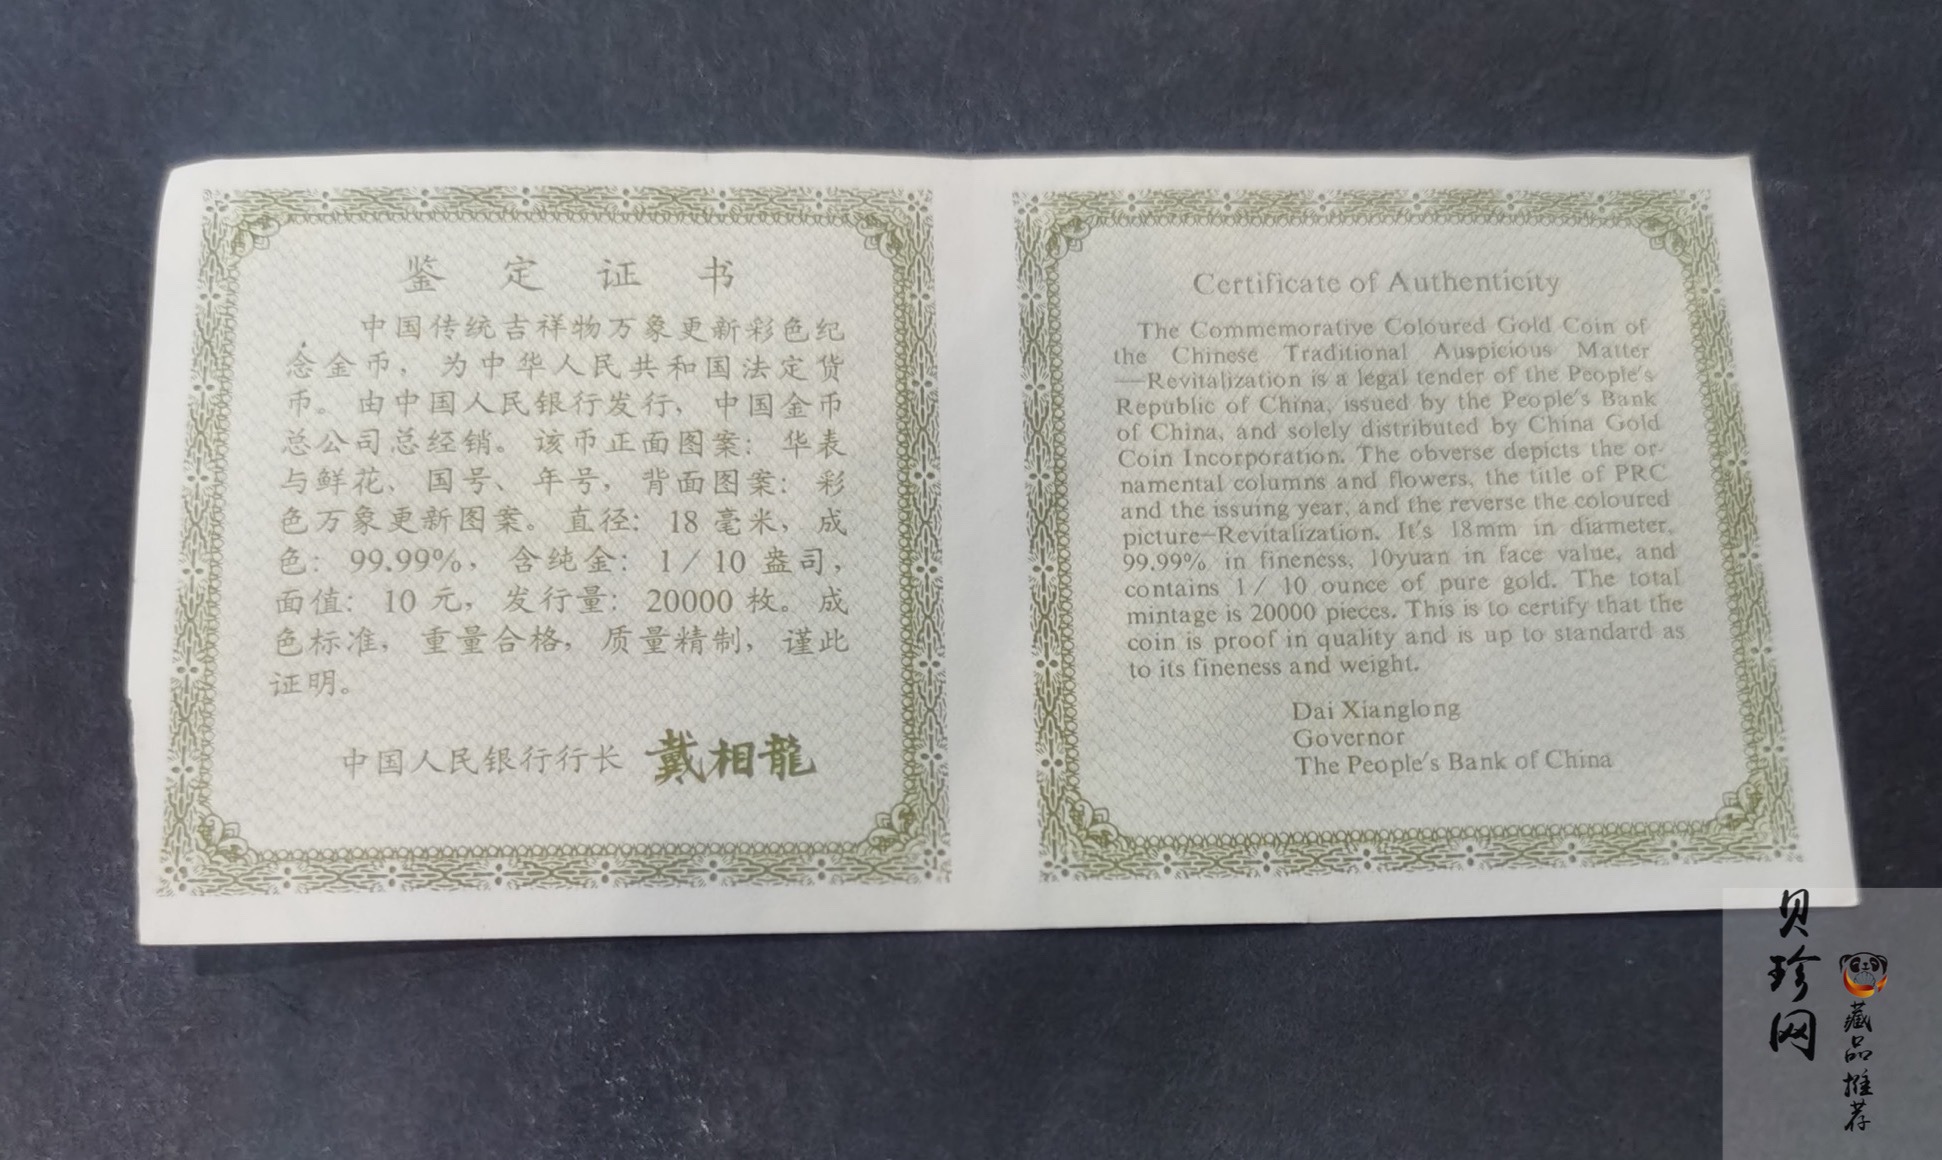 鉴定证书
中国传统吉祥物万象更新彩色纪
念金币，为中华人民共和国法定货
币。由中国人民银行发行，中国金币
总公司总经销。该币正面图案：华表
与鲜花、国号、年号，背面图案：彩
色万象更新图案。直径：18毫米，成
色：99.99%，含纯金：1/10盎司，
面值：10元，发行量：20000枚。成
色标准，重量合格，质量精制，谨此
证明。
中国人民银行行长 戴相龍
Certificate of Authenticity
The Commemorative Coloured Gold Coin of
the Chinese Traditional Auspicious Matter
—Revitalization is a legal tender of the People's
Republic of China, issued by the People's Bank
of China, and solely distributed by China Gold
Coin Incorporation. The obverse depicts the or-
namental columns and flowers, the title of PRC
and the issuing year, and the reverse the coloured
picture—Revitalization. It's 18mm in diameter,
99.99% in fineness, 10yuan in face value, and
contains 1/10 ounce of pure gold. The total
mintage is 20000 pieces. This is to certify that the
coin is proof in quality and is up to standard as
to its fineness and weight.
Dai Xianglong
Governor
The People's Bank of China
贝珍网
藏品推荐